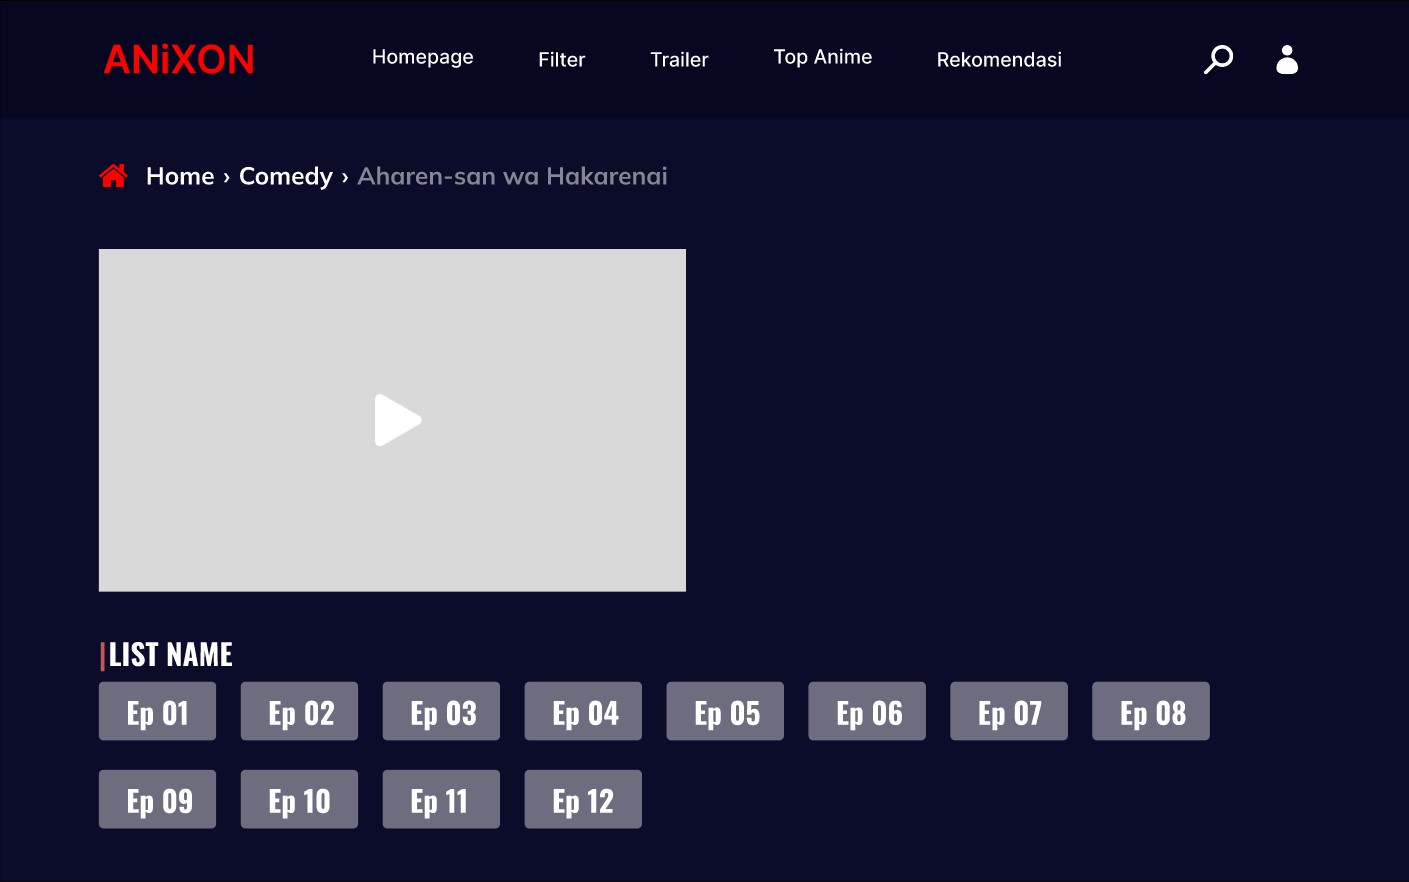 ANiXON Homepage Filter Trailer Top Anime Rekomendasi
Home › Comedy › Aharen-san wa Hakarenai
LIST NAME
Ep 01 Ep 02 Ep 03 Ep 04 Ep 05 Ep 06 Ep 07 Ep 08
Ep 09 Ep 10 Ep 11 Ep 12